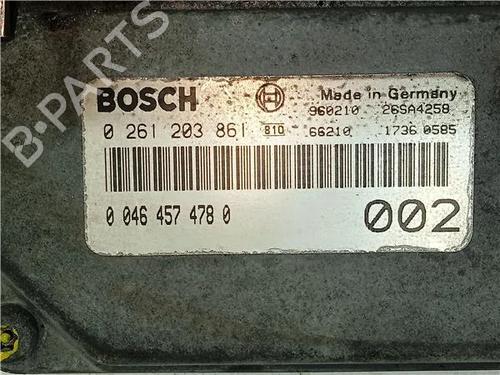 B-PARTS
BOSCH Made in Germany
960210 26SA4258
0 261 203 861 810 66210 1736 0585
0 046 457 478 0 002